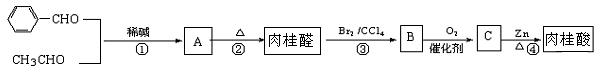 CHO
CH₃CHO
稀碱
①
A
△
②
肉桂醛
Br₂ /CCl₄
③
B
O₂
催化剂
C
Zn
△ ④
肉桂酸